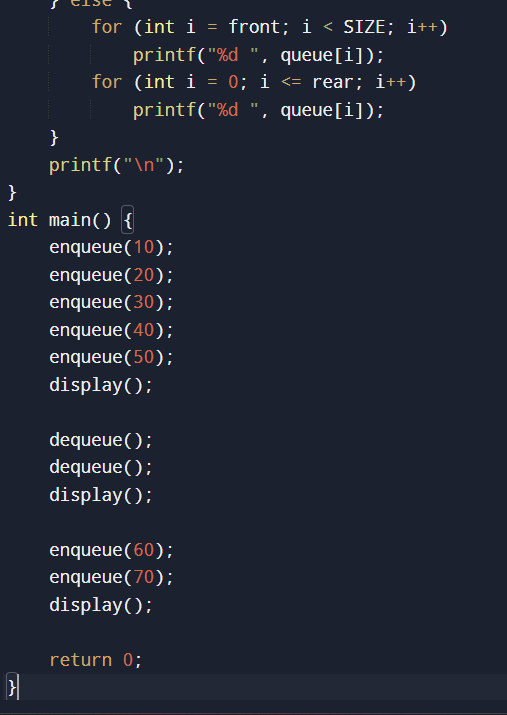 } else {
        for (int i = front; i < SIZE; i++)
            printf("%d ", queue[i]);
        for (int i = 0; i <= rear; i++)
            printf("%d ", queue[i]);
    }
    printf("\n");
}
int main() {
    enqueue(10);
    enqueue(20);
    enqueue(30);
    enqueue(40);
    enqueue(50);
    display();

    dequeue();
    dequeue();
    display();

    enqueue(60);
    enqueue(70);
    display();

    return 0;
}